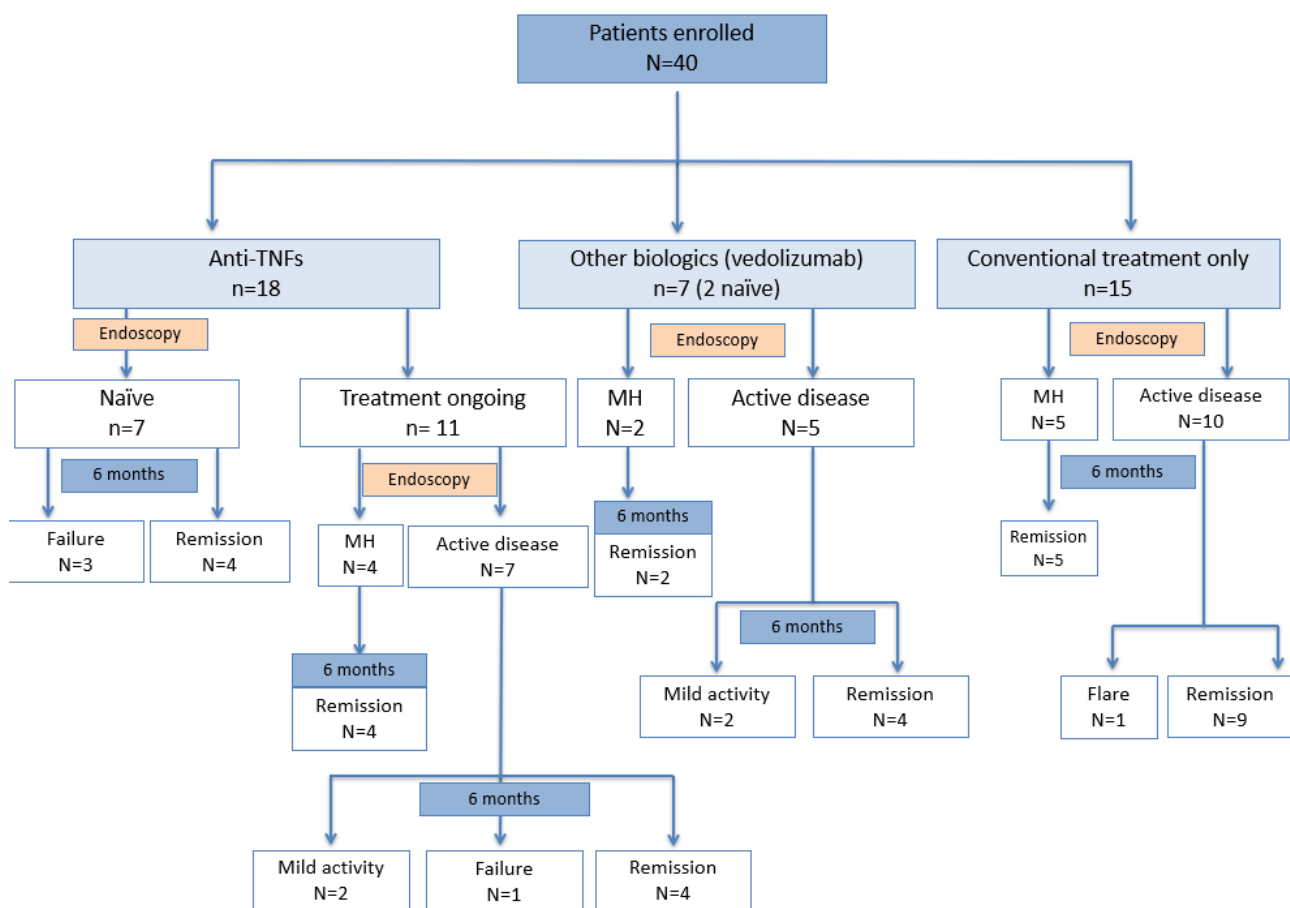 Patients enrolled
N=40
Anti-TNFs
n=18
Other biologics (vedolizumab)
n=7 (2 naïve)
Conventional treatment only
n=15
Endoscopy
Endoscopy
Endoscopy
Naïve
n=7
Treatment ongoing
n= 11
MH
N=2
Active disease
N=5
MH
N=5
Active disease
N=10
6 months
Endoscopy
6 months
Failure
N=3
Remission
N=4
MH
N=4
Active disease
N=7
6 months
Remission
N=2
Remission
N=5
6 months
Remission
N=4
6 months
Mild activity
N=2
Remission
N=4
Flare
N=1
Remission
N=9
6 months
Mild activity
N=2
Failure
N=1
Remission
N=4